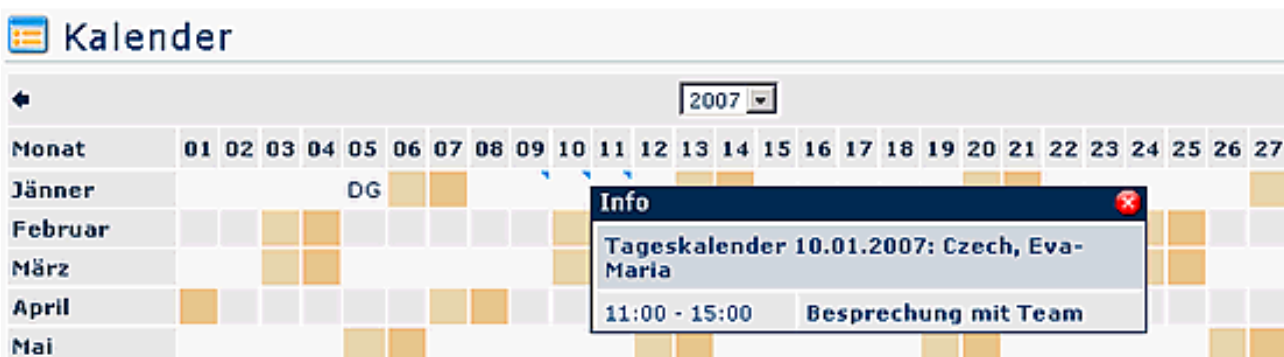 Kalender
2007
Monat 01 02 03 04 05 06 07 08 09 10 11 12 13 14 15 16 17 18 19 20 21 22 23 24 25 26 27
Jänner DG
Info
Februar
Tageskalender 10.01.2007: Czech, Eva-
Maria
März
April
11:00 - 15:00 Besprechung mit Team
Mai